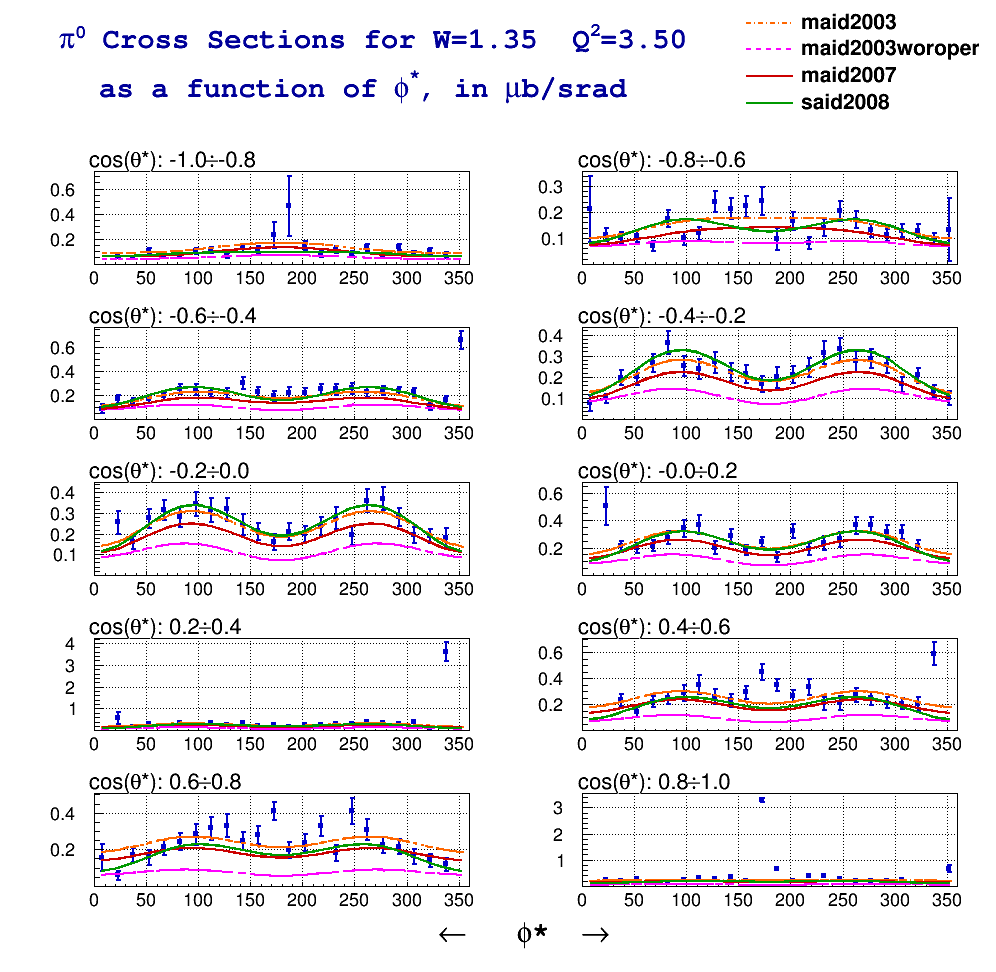 π⁰ Cross Sections for W=1.35 Q²=3.50
as a function of ϕ*, in μb/srad
maid2003
maid2003woroper
maid2007
said2008
cos(θ*): -1.0÷-0.8
0.6
0.4
0.2
0 50 100 150 200 250 300 350
cos(θ*): -0.8÷-0.6
0.3
0.2
0.1
0 50 100 150 200 250 300 350
cos(θ*): -0.6÷-0.4
0.6
0.4
0.2
0 50 100 150 200 250 300 350
cos(θ*): -0.4÷-0.2
0.4
0.3
0.2
0.1
0 50 100 150 200 250 300 350
cos(θ*): -0.2÷0.0
0.4
0.3
0.2
0.1
0 50 100 150 200 250 300 350
cos(θ*): -0.0÷0.2
0.6
0.4
0.2
0 50 100 150 200 250 300 350
cos(θ*): 0.2÷0.4
4
3
2
1
0 50 100 150 200 250 300 350
cos(θ*): 0.4÷0.6
0.6
0.4
0.2
0 50 100 150 200 250 300 350
cos(θ*): 0.6÷0.8
0.4
0.2
0 50 100 150 200 250 300 350
cos(θ*): 0.8÷1.0
3
2
1
0 50 100 150 200 250 300 350
← ϕ* →